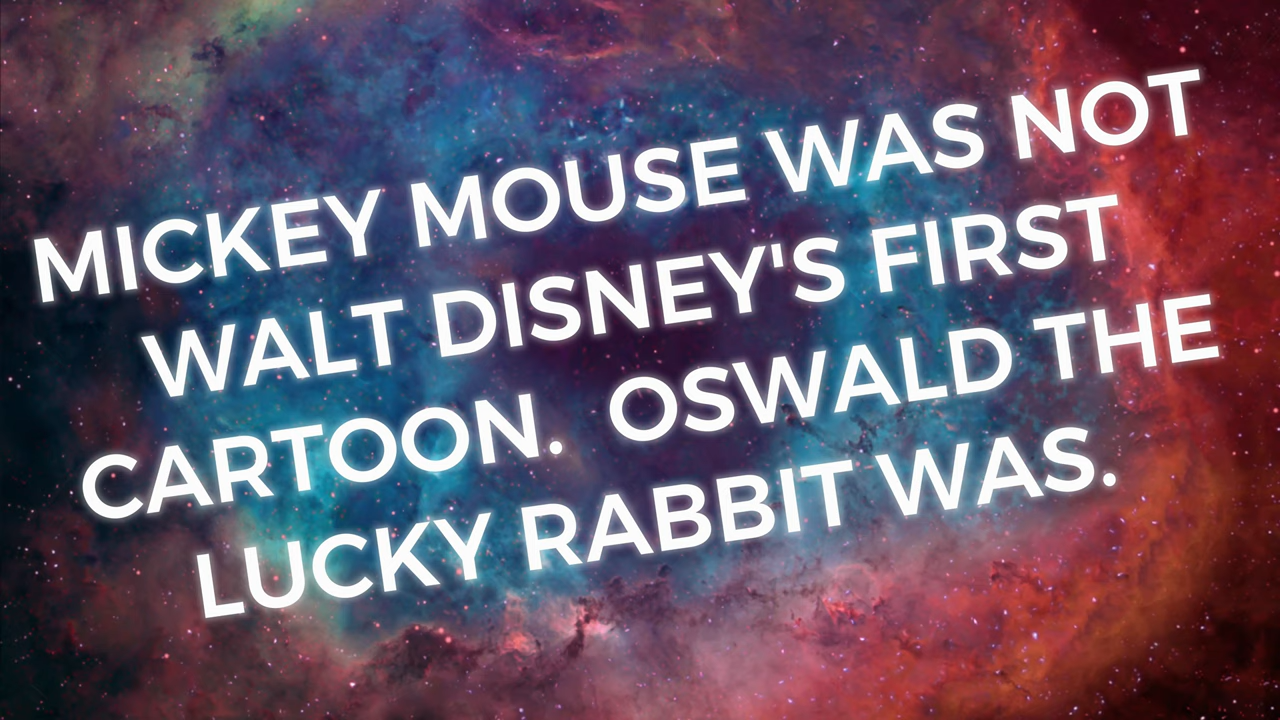 MICKEY MOUSE WAS NOT
WALT DISNEY'S FIRST
CARTOON.  OSWALD THE
LUCKY RABBIT WAS.